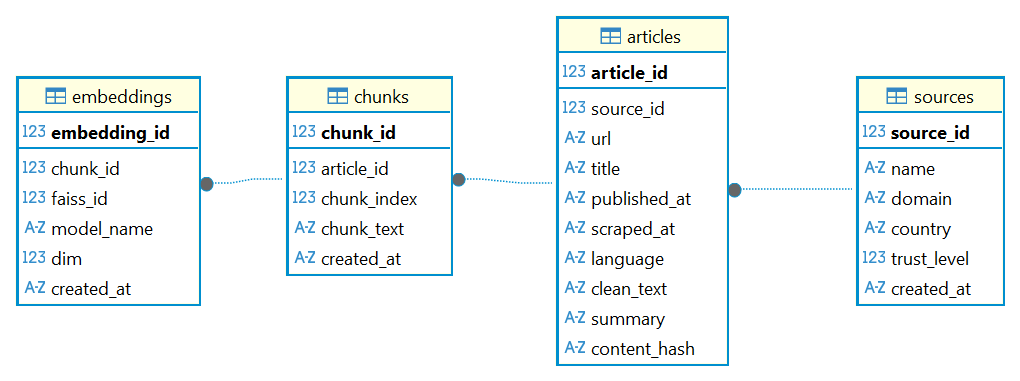 embeddings
123 embedding_id
123 chunk_id
123 faiss_id
A-Z model_name
123 dim
A-Z created_at
chunks
123 chunk_id
123 article_id
123 chunk_index
A-Z chunk_text
A-Z created_at
articles
123 article_id
123 source_id
A-Z url
A-Z title
A-Z published_at
A-Z scraped_at
A-Z language
A-Z clean_text
A-Z summary
A-Z content_hash
sources
123 source_id
A-Z name
A-Z domain
A-Z country
123 trust_level
A-Z created_at